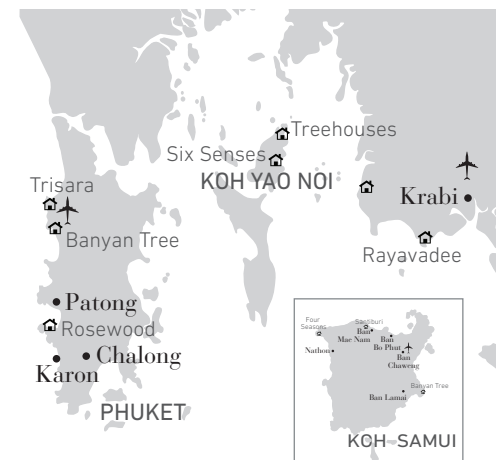 Treehouses
Six Senses
KOH YAO NOI
Trisara
Krabi
Banyan Tree
Rayavadee
Patong
Rosewood
Chalong
Karon
PHUKET
Four
Seasons
Santiburi
Ban
Mae Nam
Ban
Bo Phut
Nathon
Ban
Chaweng
Banyan Tree
Ban Lamai
KOH SAMUI